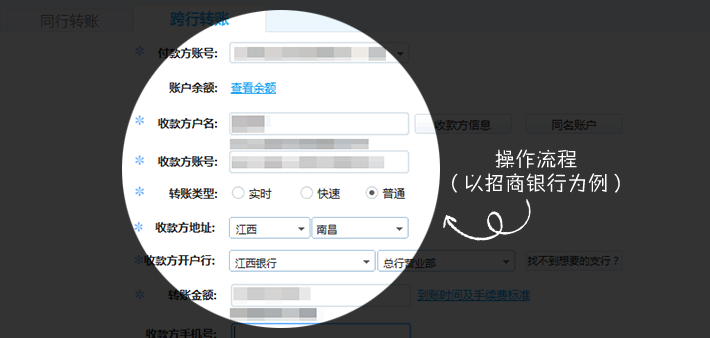 同行转账 跨行转账
付款方账号:
账户余额: 查看余额
收款方户名: 收款方信息 同名账户
收款方账号:
操作流程
（以招商银行为例）
转账类型: 实时 快速 普通
收款方地址: 江西 南昌
收款方开户行: 江西银行 总行营业部 找不到想要的支行？
转账金额: 到账时间及手续费标准
收款方手机号: